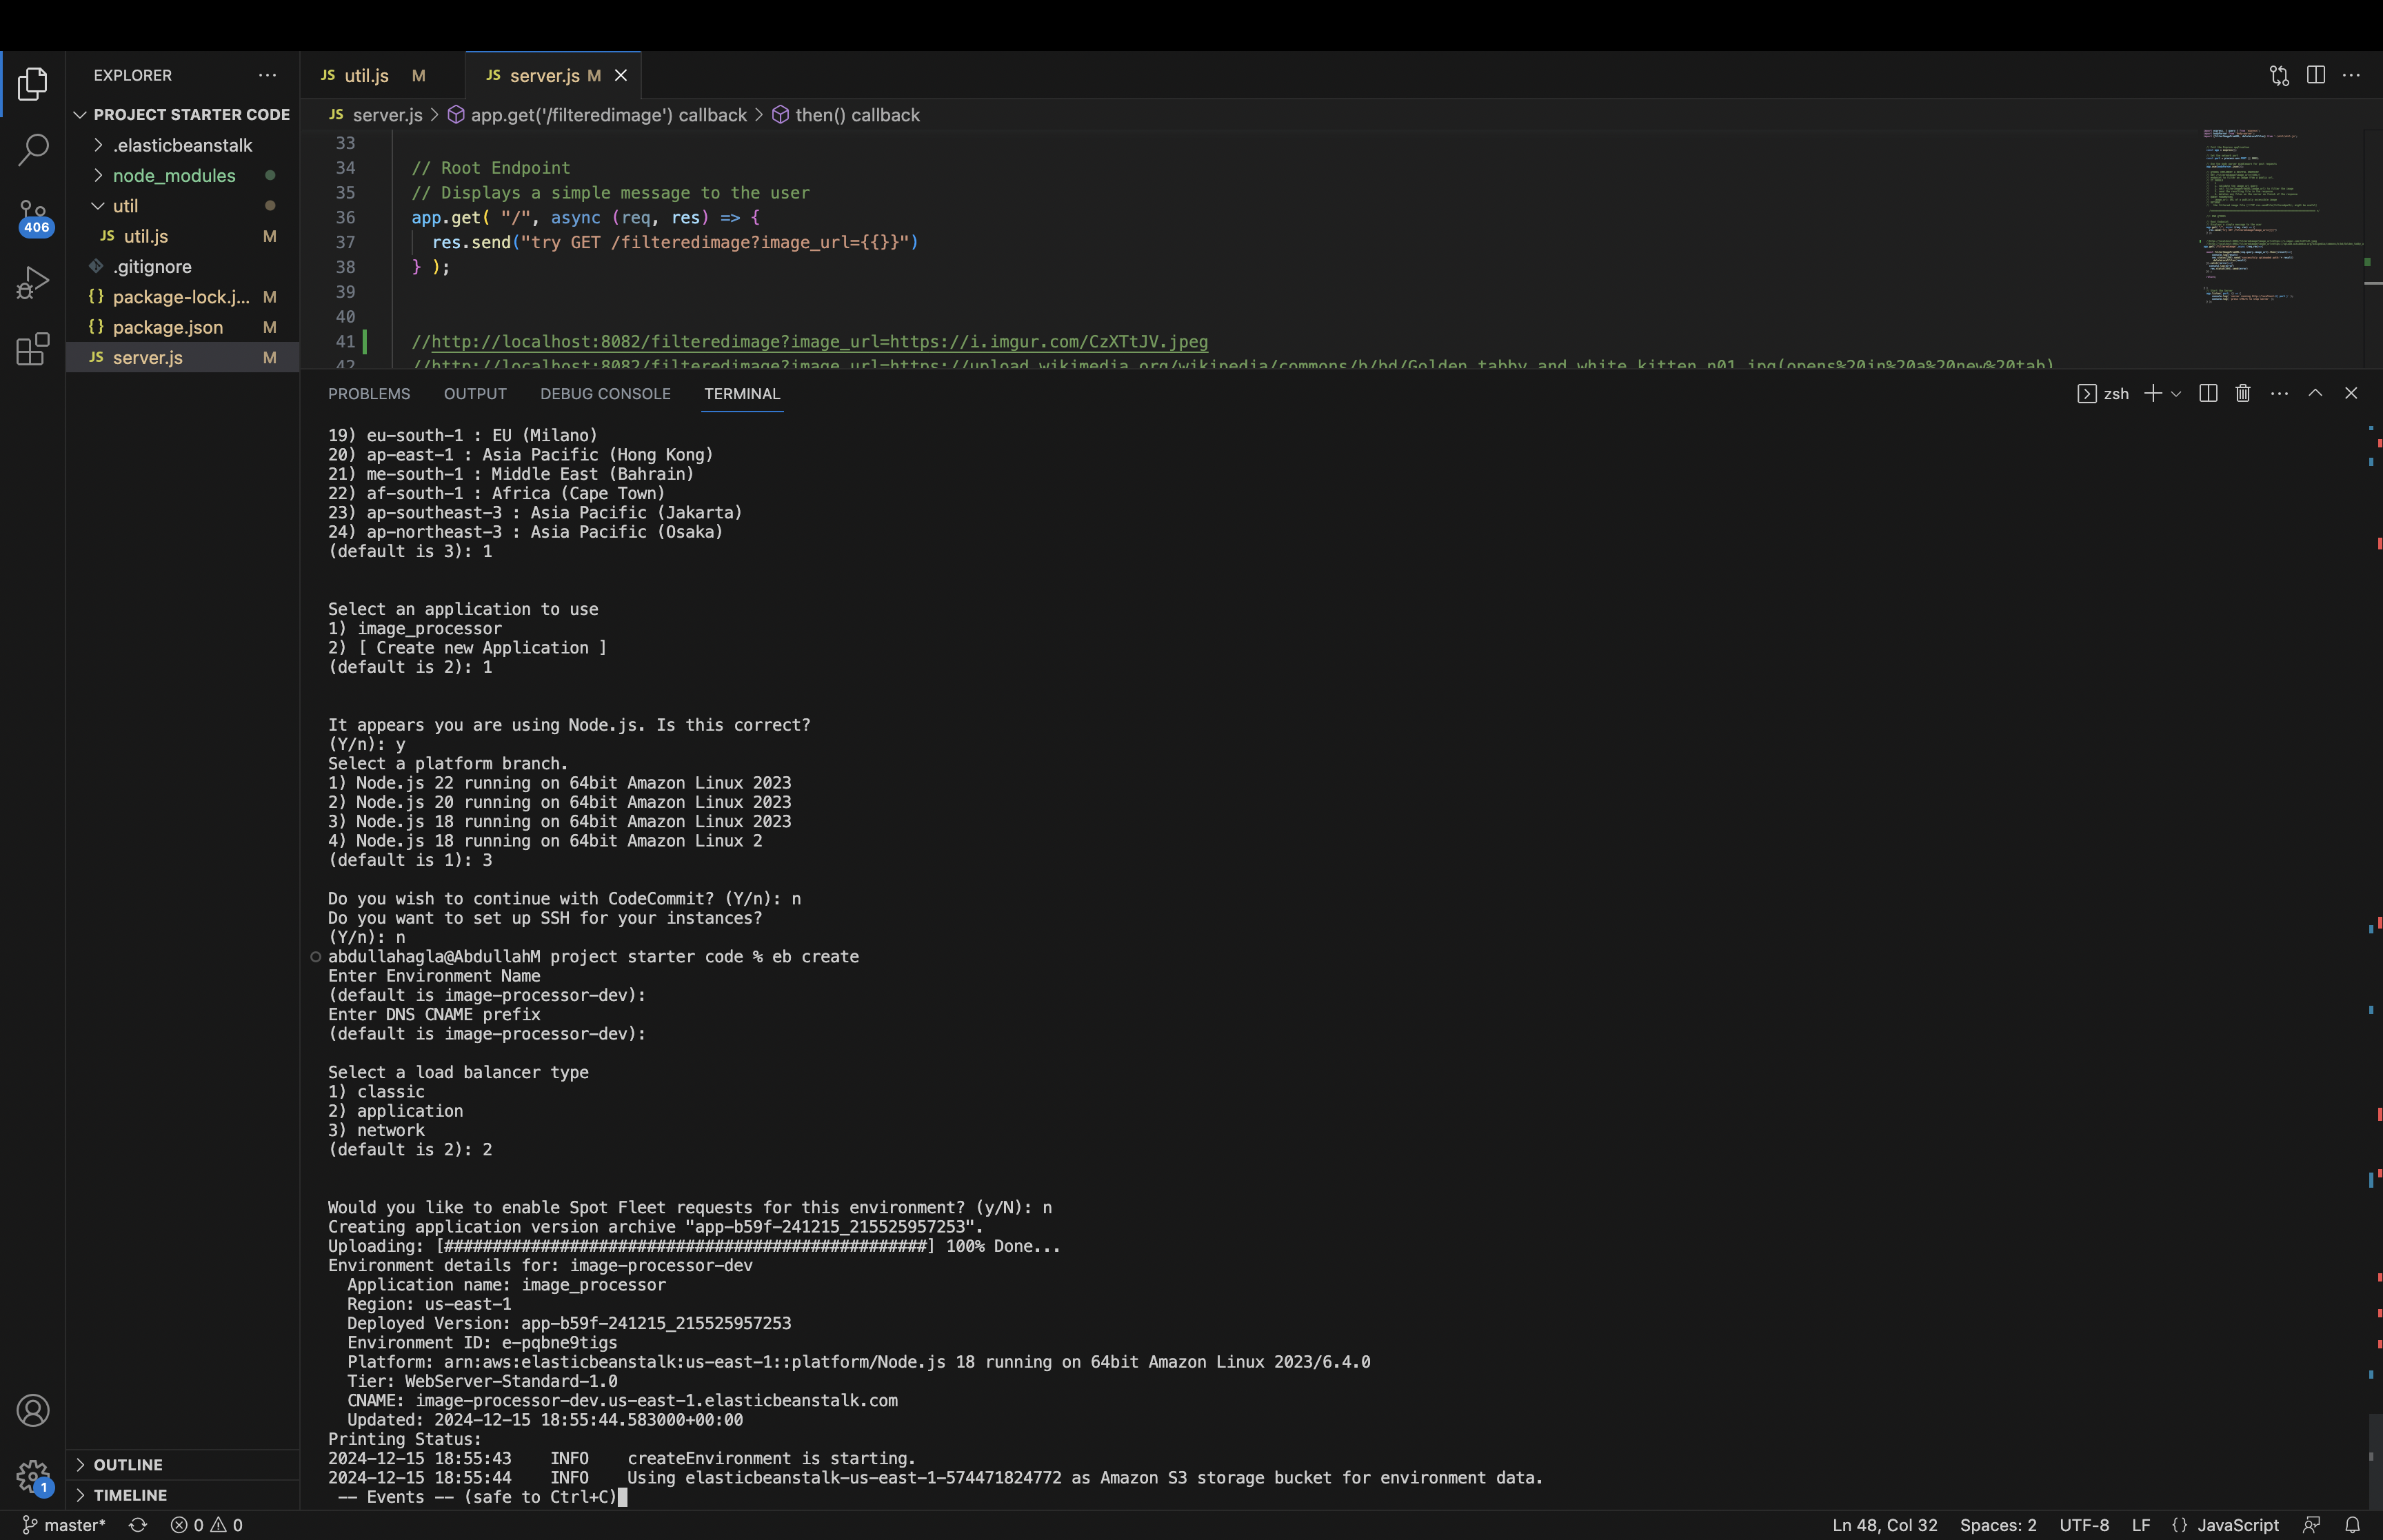 EXPLORER
PROJECT STARTER CODE
.elasticbeanstalk
node_modules
util
util.js M
.gitignore
package-lock.j... M
package.json M
server.js M
OUTLINE
TIMELINE
406
1
JS util.js M
JS server.js M
JS server.js > app.get('/filteredimage') callback > then() callback
33
34 // Root Endpoint
35 // Displays a simple message to the user
36 app.get( "/", async (req, res) => {
37 res.send("try GET /filteredimage?image_url={{}}")
38 } );
39
40
41 //http://localhost:8082/filteredimage?image_url=https://i.imgur.com/CzXTtJV.jpeg
42 //http://localhost:8082/filteredimage?image_url=https://upload.wikimedia.org/wikipedia/commons/b/bd/Golden_tabby_and_white_kitten_n01.jpg(opens%20in%20a%20new%20tab)
PROBLEMS OUTPUT DEBUG CONSOLE TERMINAL
zsh
19) eu-south-1 : EU (Milano)
20) ap-east-1 : Asia Pacific (Hong Kong)
21) me-south-1 : Middle East (Bahrain)
22) af-south-1 : Africa (Cape Town)
23) ap-southeast-3 : Asia Pacific (Jakarta)
24) ap-northeast-3 : Asia Pacific (Osaka)
(default is 3): 1
Select an application to use
1) image_processor
2) [ Create new Application ]
(default is 2): 1
It appears you are using Node.js. Is this correct?
(Y/n): y
Select a platform branch.
1) Node.js 22 running on 64bit Amazon Linux 2023
2) Node.js 20 running on 64bit Amazon Linux 2023
3) Node.js 18 running on 64bit Amazon Linux 2023
4) Node.js 18 running on 64bit Amazon Linux 2
(default is 1): 3
Do you wish to continue with CodeCommit? (Y/n): n
Do you want to set up SSH for your instances?
(Y/n): n
abdullahagla@AbdullahM project starter code % eb create
Enter Environment Name
(default is image-processor-dev):
Enter DNS CNAME prefix
(default is image-processor-dev):
Select a load balancer type
1) classic
2) application
3) network
(default is 2): 2
Would you like to enable Spot Fleet requests for this environment? (y/N): n
Creating application version archive "app-b59f-241215_215525957253".
Uploading: [##################################################] 100% Done...
Environment details for: image-processor-dev
Application name: image_processor
Region: us-east-1
Deployed Version: app-b59f-241215_215525957253
Environment ID: e-pqbne9tigs
Platform: arn:aws:elasticbeanstalk:us-east-1::platform/Node.js 18 running on 64bit Amazon Linux 2023/6.4.0
Tier: WebServer-Standard-1.0
CNAME: image-processor-dev.us-east-1.elasticbeanstalk.com
Updated: 2024-12-15 18:55:44.583000+00:00
Printing Status:
2024-12-15 18:55:43 INFO createEnvironment is starting.
2024-12-15 18:55:44 INFO Using elasticbeanstalk-us-east-1-574471824772 as Amazon S3 storage bucket for environment data.
-- Events -- (safe to Ctrl+C)
master* 0 0 Ln 48, Col 32 Spaces: 2 UTF-8 LF {} JavaScript